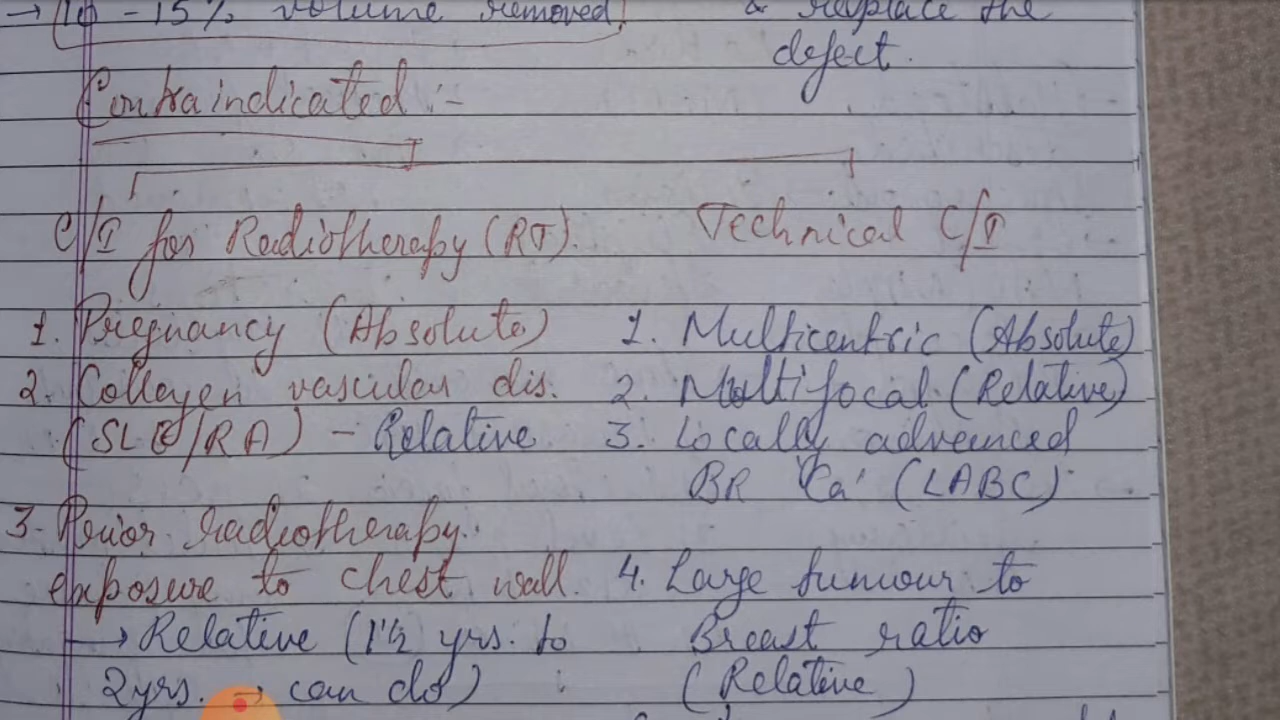 → 10 - 15% volume removed.
& replace the
defect.
Contraindicated :-
C/I for Radiotherapy (RT).
1. Pregnancy (Absolute)
2. Collagen vascular dis.
(SLE/RA) - Relative
3. Prior radiotherapy.
exposure to chest wall.
→ Relative (1½ yrs. to
2yrs. → can do)
Technical C/I
1. Multicentric (Absolute)
2. Multifocal. (Relative)
3. Locally advanced
BR 'Ca' (LABC)
4. Large tumour to
Breast ratio
(Relative)